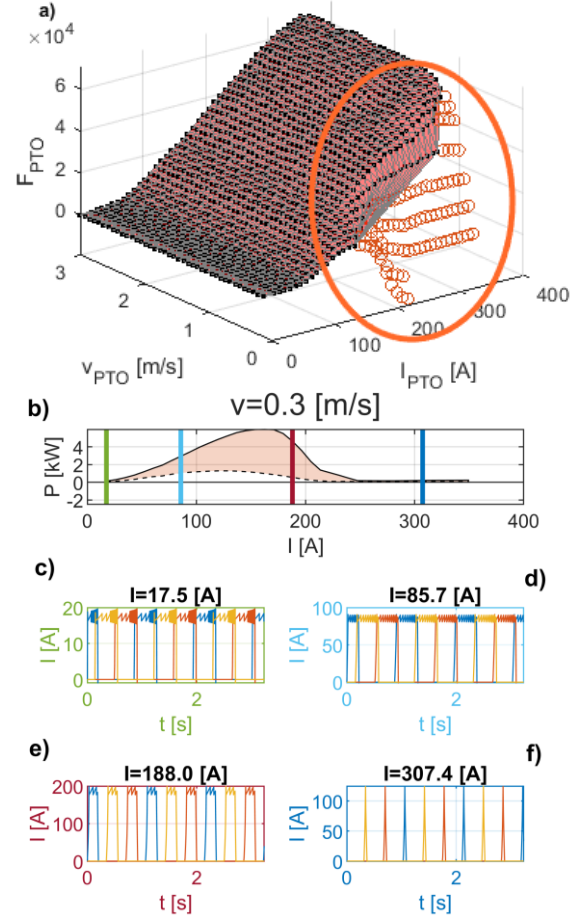 a)
×10⁴
6
4
2
0
F_PTO
3
2
1
0
v_PTO [m/s]
0
100
200
300
400
I_PTO [A]
b)
v=0.3 [m/s]
P [kW]
4
2
0
-2
0
100
200
300
400
I [A]
c)
I=17.5 [A]
I [A]
20
10
0
0
2
t [s]
d)
I=85.7 [A]
I [A]
100
50
0
0
2
t [s]
e)
I=188.0 [A]
I [A]
200
100
0
0
2
t [s]
f)
I=307.4 [A]
I [A]
100
50
0
0
2
t [s]